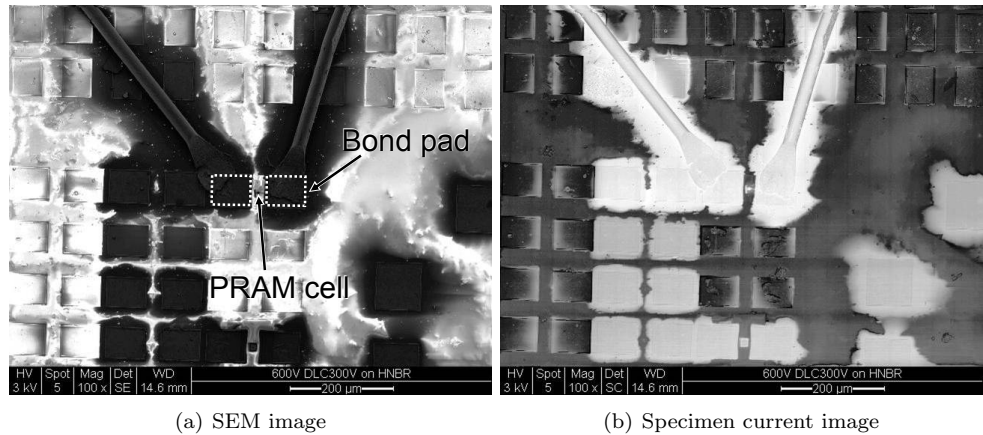 Bond pad
PRAM cell
HV Spot Mag Det WD 600V DLC300V on HNBR
3 kV 5 100 x SE 14.6 mm 200 µm
HV Spot Mag Det WD 600V DLC300V on HNBR
3 kV 5 100 x SC 14.6 mm 200 µm
(a) SEM image
(b) Specimen current image